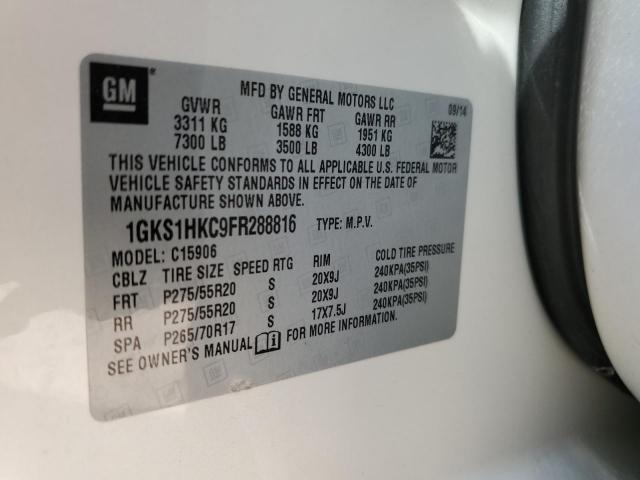 GM
MFD BY GENERAL MOTORS LLC
09/14
GVWR GAWR FRT GAWR RR
3311 KG 1588 KG 1951 KG
7300 LB 3500 LB 4300 LB
THIS VEHICLE CONFORMS TO ALL APPLICABLE U.S. FEDERAL MOTOR
VEHICLE SAFETY STANDARDS IN EFFECT ON THE DATE OF
MANUFACTURE SHOWN ABOVE.
1GKS1HKC9FR288816 TYPE: M.P.V.
MODEL: C15906
CBLZ TIRE SIZE SPEED RTG RIM COLD TIRE PRESSURE
FRT P275/55R20 S 20X9J 240KPA(35PSI)
RR P275/55R20 S 20X9J 240KPA(35PSI)
SPA P265/70R17 S 17X7.5J 240KPA(35PSI)
SEE OWNER'S MANUAL FOR MORE INFORMATION.